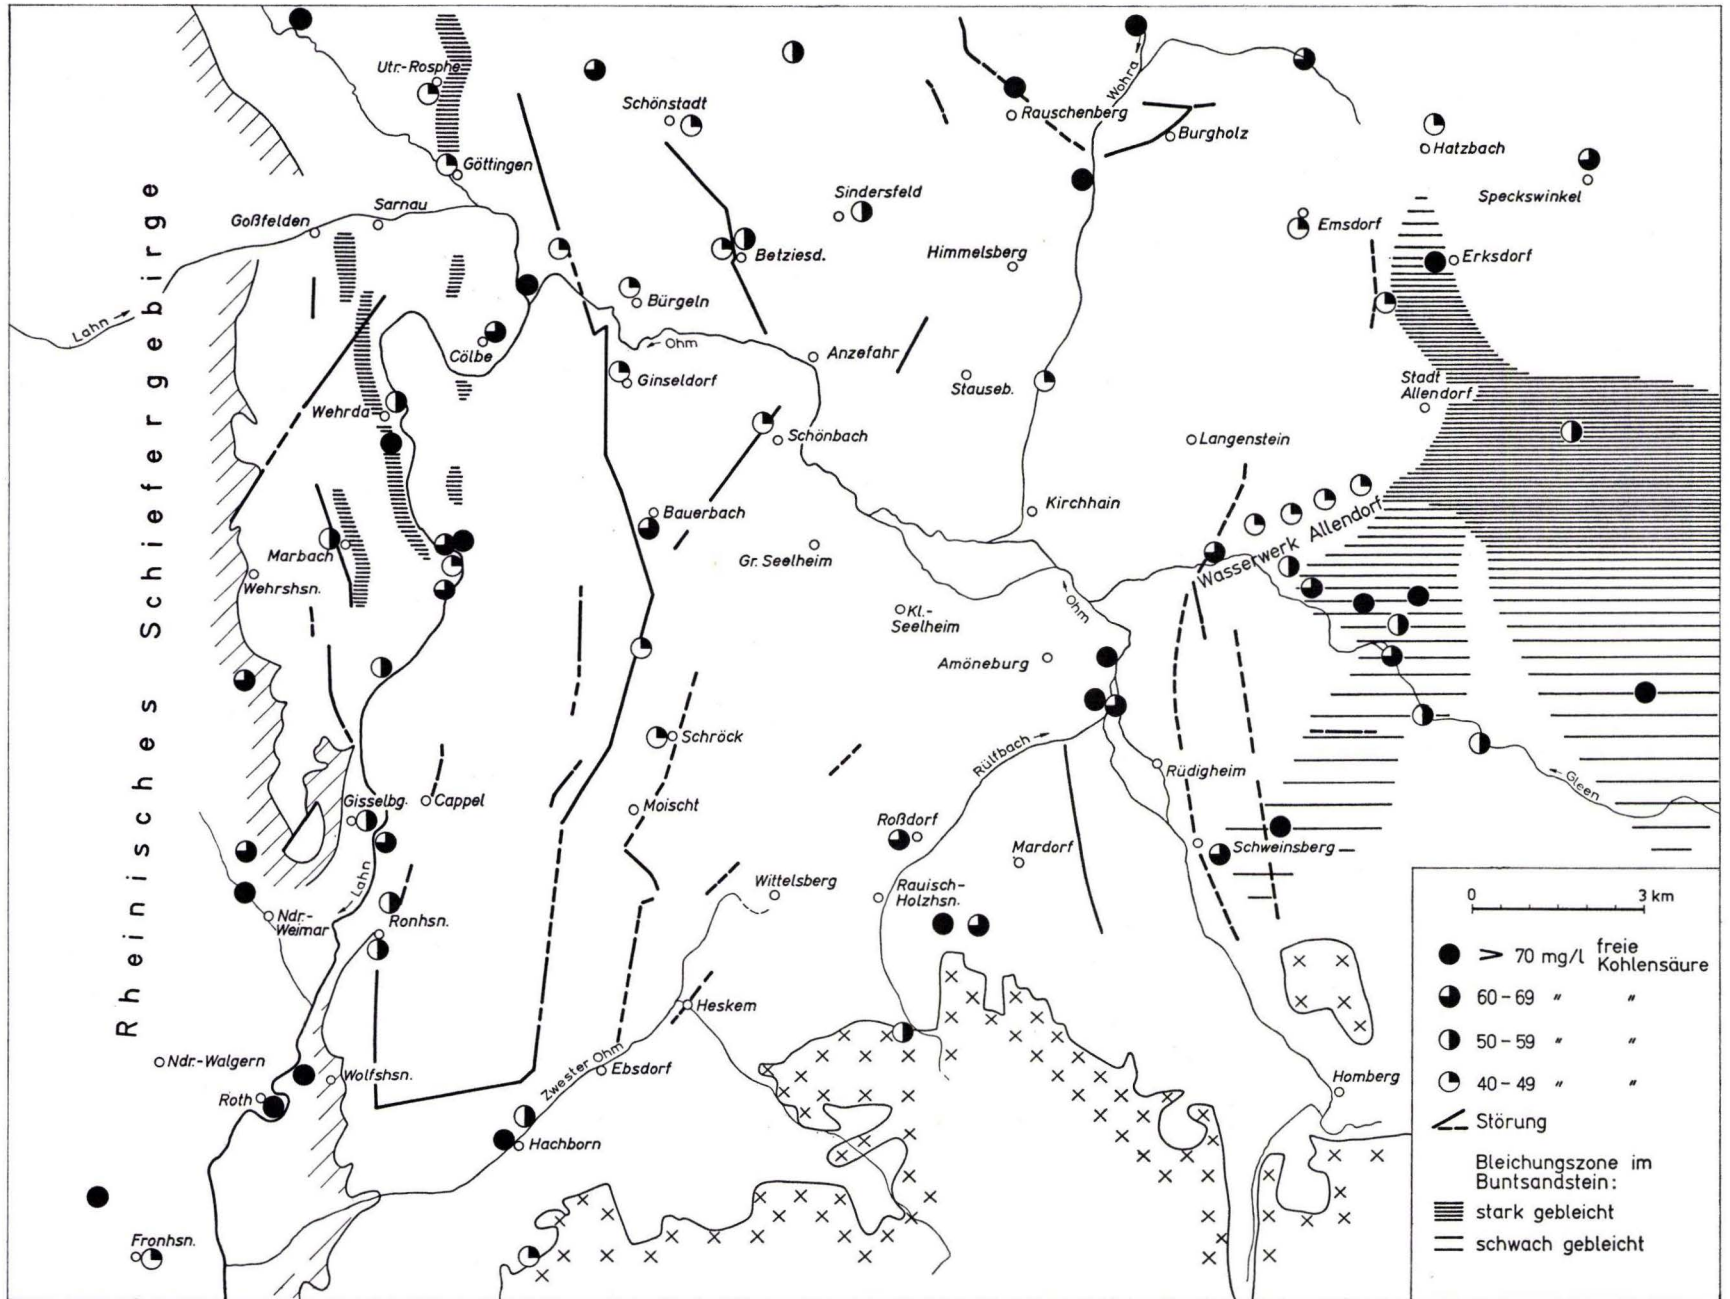 Utr.-Rosphe
Schönstadt
Göttingen
Sarnau
Goßfelden
Wohra
Rauschenberg
Burgholz
Hatzbach
Speckswinkel
Sindersfeld
Emsdorf
Betziesd.
Himmelsberg
Erksdorf
Lahn
Bürgeln
Cölbe
Ohm
Anzefahr
Ginseldorf
Stauseb.
Stadt
Allendorf
Wehrda
Schönbach
Langenstein
Rheinisches Schiefergebirge
Bauerbach
Kirchhain
Wasserwerk Allendorf
Marbach
Wehrshsn.
Gr. Seelheim
Kl.-
Seelheim
Ohm
Amöneburg
Schröck
Rülfbach
Rüdigheim
Gleen
Gisselbg.
Cappel
Moischt
Roßdorf
Mardorf
Schweinsberg
Lahn
Wittelsberg
Rauisch-
Holzhsn.
Ndr.-
Weimar
Ronhsn.
Heskem
Ndr.-Walgern
Wolfshsn.
Zwester Ohm
Ebsdorf
Homberg
Roth
Hachborn
Fronhsn.
0 3 km
> 70 mg/l freie
Kohlensäure
60 – 69 " "
50 – 59 " "
40 – 49 " "
Störung
Bleichungszone im
Buntsandstein:
stark gebleicht
schwach gebleicht